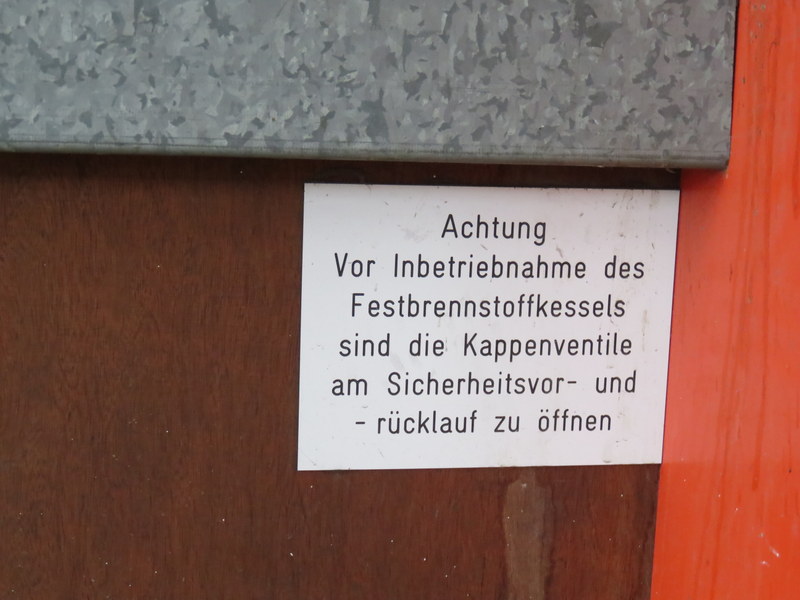 Achtung
Vor Inbetriebnahme des
Festbrennstoffkessels
sind die Kappenventile
am Sicherheitsvor- und
- rücklauf zu öffnen